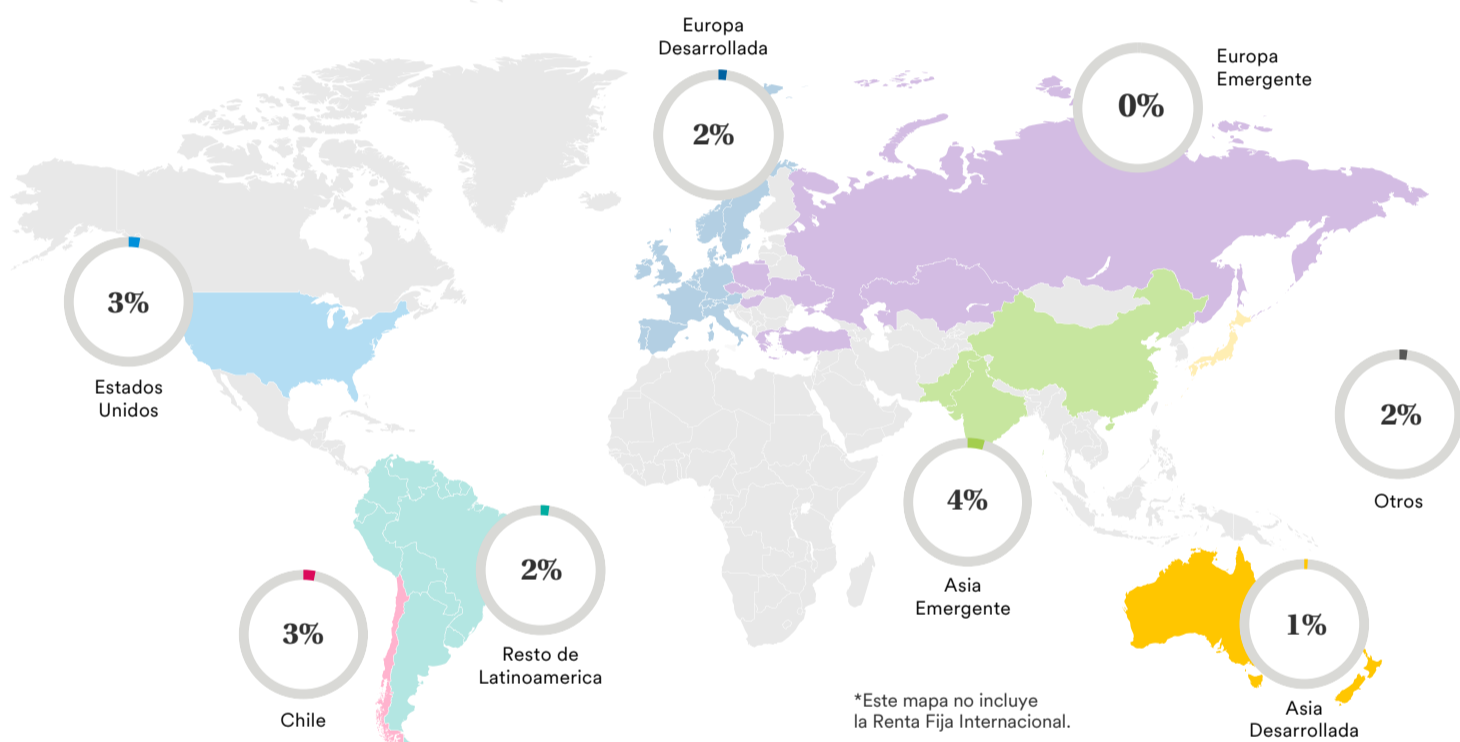 Europa
Desarrollada
2%
Europa
Emergente
0%
3%
Estados
Unidos
2%
Otros
4%
Asia
Emergente
2%
Resto de
Latinoamerica
3%
Chile
1%
Asia
Desarrollada
*Este mapa no incluye
la Renta Fija Internacional.